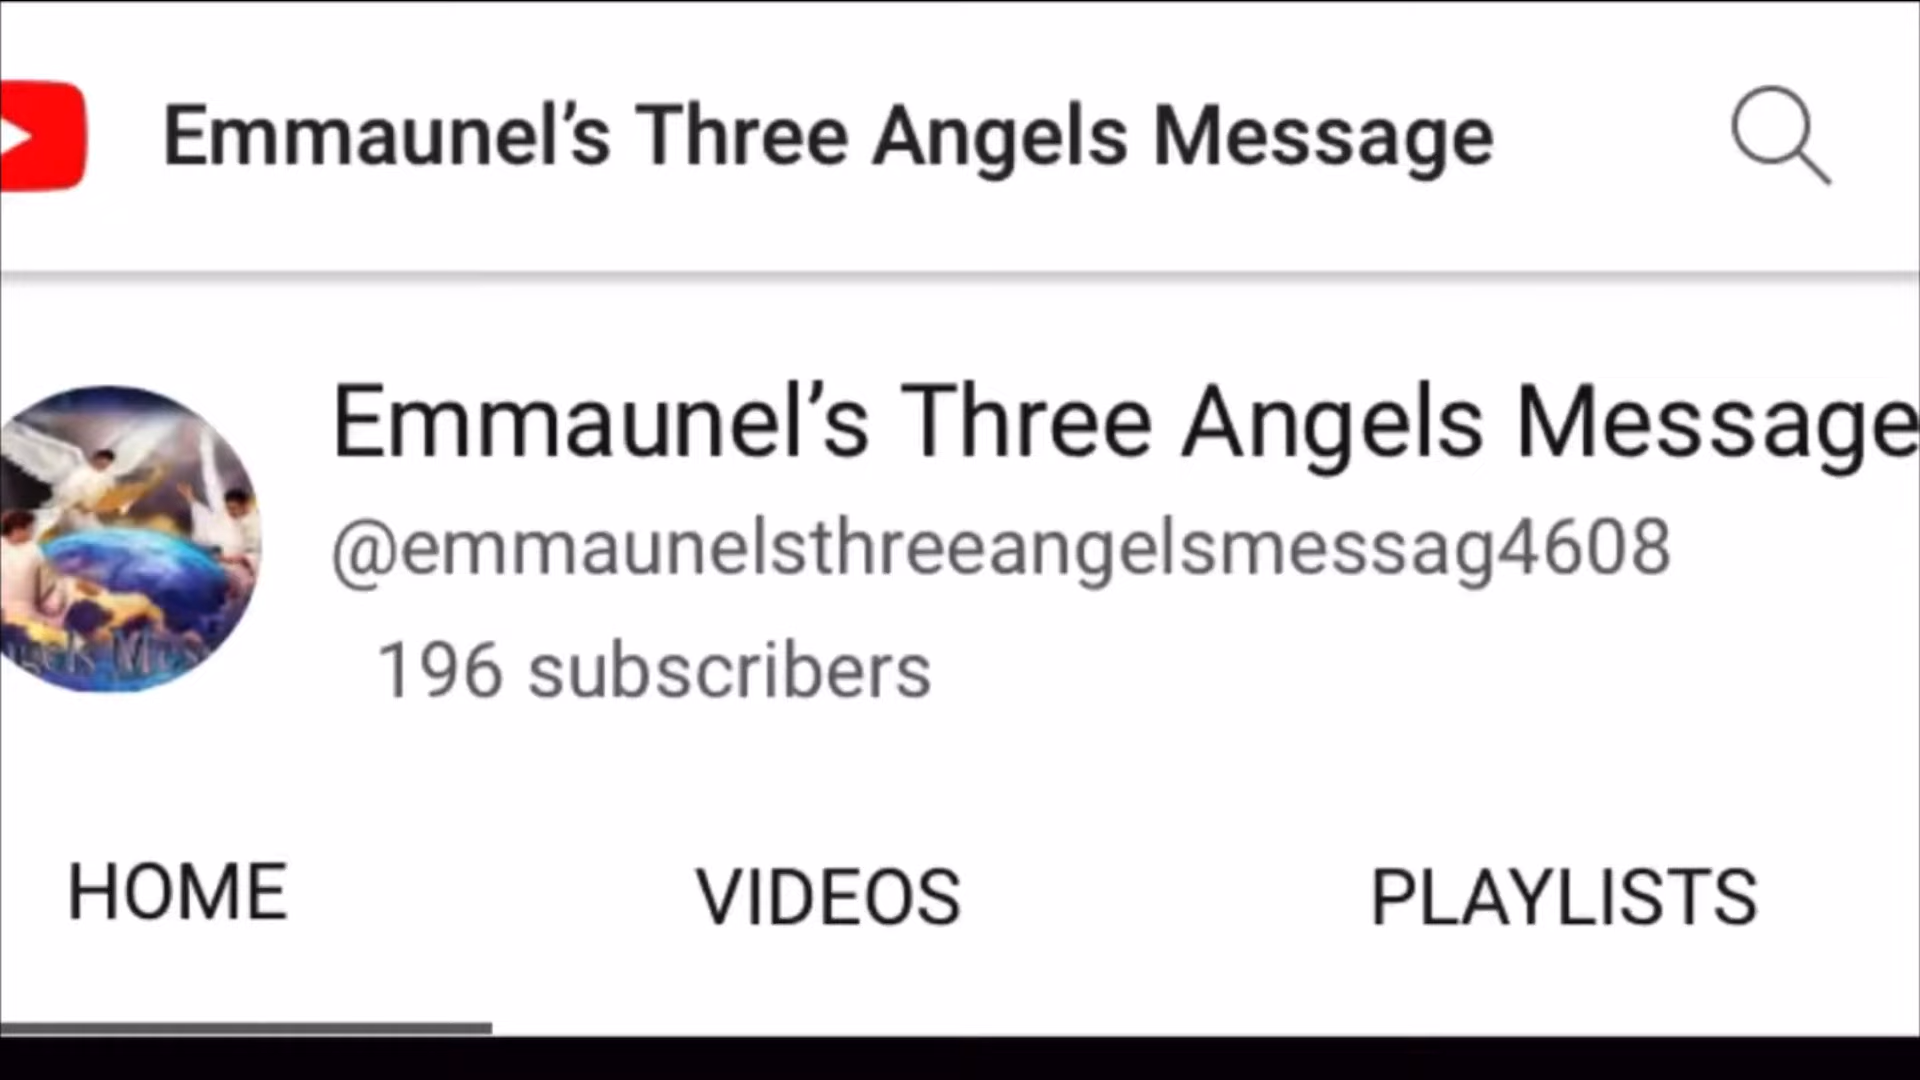 Emmaunel’s Three Angels Message
Emmaunel’s Three Angels Message
@emmaunelsthreeangelsmessag4608
196 subscribers
HOME VIDEOS PLAYLISTS